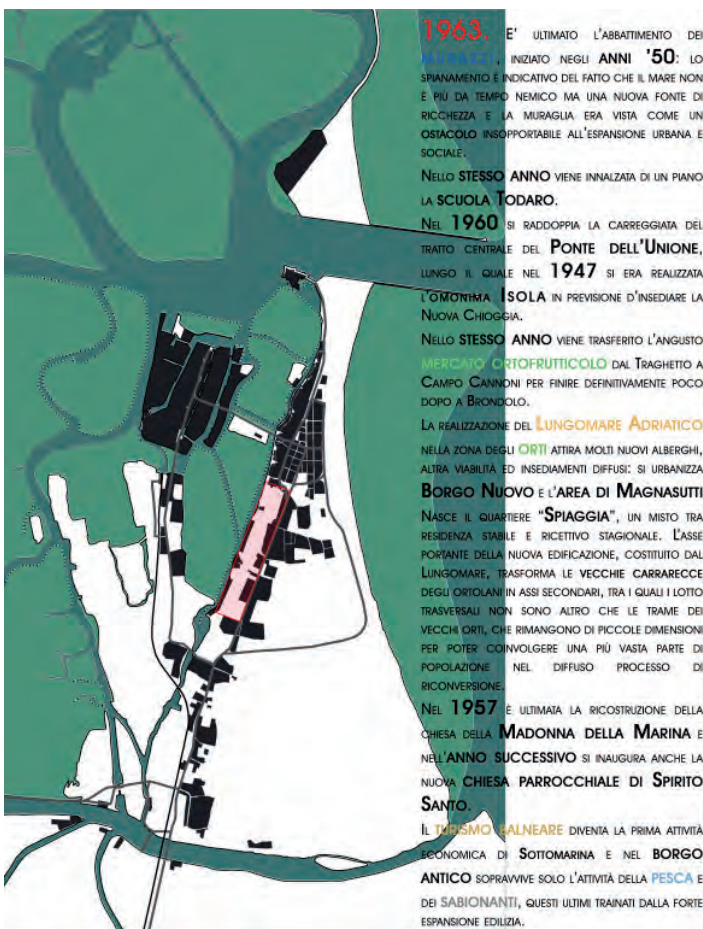 1963. E' ULTIMATO L'ABBATTIMENTO DEI
MURAZZI, INIZIATO NEGLI ANNI '50: LO
SPIANAMENTO È INDICATIVO DEL FATTO CHE IL MARE NON
È PIÙ DA TEMPO NEMICO MA UNA NUOVA FONTE DI
RICCHEZZA E LA MURAGLIA ERA VISTA COME UN
OSTACOLO INSOPPORTABILE ALL'ESPANSIONE URBANA E
SOCIALE.
NELLO STESSO ANNO VIENE INNALZATA DI UN PIANO
LA SCUOLA TODARO.
NEL 1960 SI RADDOPPIA LA CARREGGIATA DEL
TRATTO CENTRALE DEL PONTE DELL'UNIONE,
LUNGO IL QUALE NEL 1947 SI ERA REALIZZATA
L'OMONIMA ISOLA IN PREVISIONE D'INSEDIARE LA
NUOVA CHIOGGIA.
NELLO STESSO ANNO VIENE TRASFERITO L'ANGUSTO
MERCATO ORTOFRUTTICOLO DAL TRAGHETTO A
CAMPO CANNONI PER FINIRE DEFINITIVAMENTE POCO
DOPO A BRONDOLO.
LA REALIZZAZIONE DEL LUNGOMARE ADRIATICO
NELLA ZONA DEGLI ORTI ATTIRA MOLTI NUOVI ALBERGHI,
ALTRA VIABILITÀ ED INSEDIAMENTI DIFFUSI: SI URBANIZZA
BORGO NUOVO E L'AREA DI MAGNASUTTI
NASCE IL QUARTIERE "SPIAGGIA", UN MISTO TRA
RESIDENZA STABILE E RICETTIVO STAGIONALE. L'ASSE
PORTANTE DELLA NUOVA EDIFICAZIONE, COSTITUITO DAL
LUNGOMARE, TRASFORMA LE VECCHIE CARRARECCE
DEGLI ORTOLANI IN ASSI SECONDARI, TRA I QUALI I LOTTO
TRASVERSALI NON SONO ALTRO CHE LE TRAME DEI
VECCHI ORTI, CHE RIMANGONO DI PICCOLE DIMENSIONI
PER POTER COINVOLGERE UNA PIÙ VASTA PARTE DI
POPOLAZIONE NEL DIFFUSO PROCESSO DI
RICONVERSIONE.
NEL 1957 È ULTIMATA LA RICOSTRUZIONE DELLA
CHIESA DELLA MADONNA DELLA MARINA E
NELL'ANNO SUCCESSIVO SI INAUGURA ANCHE LA
NUOVA CHIESA PARROCCHIALE DI SPIRITO
SANTO.
IL TURISMO BALNEARE DIVENTA LA PRIMA ATTIVITÀ
ECONOMICA DI SOTTOMARINA E NEL BORGO
ANTICO SOPRAVVIVE SOLO L'ATTIVITÀ DELLA PESCA E
DEI SABIONANTI, QUESTI ULTIMI TRAINATI DALLA FORTE
ESPANSIONE EDILIZIA.